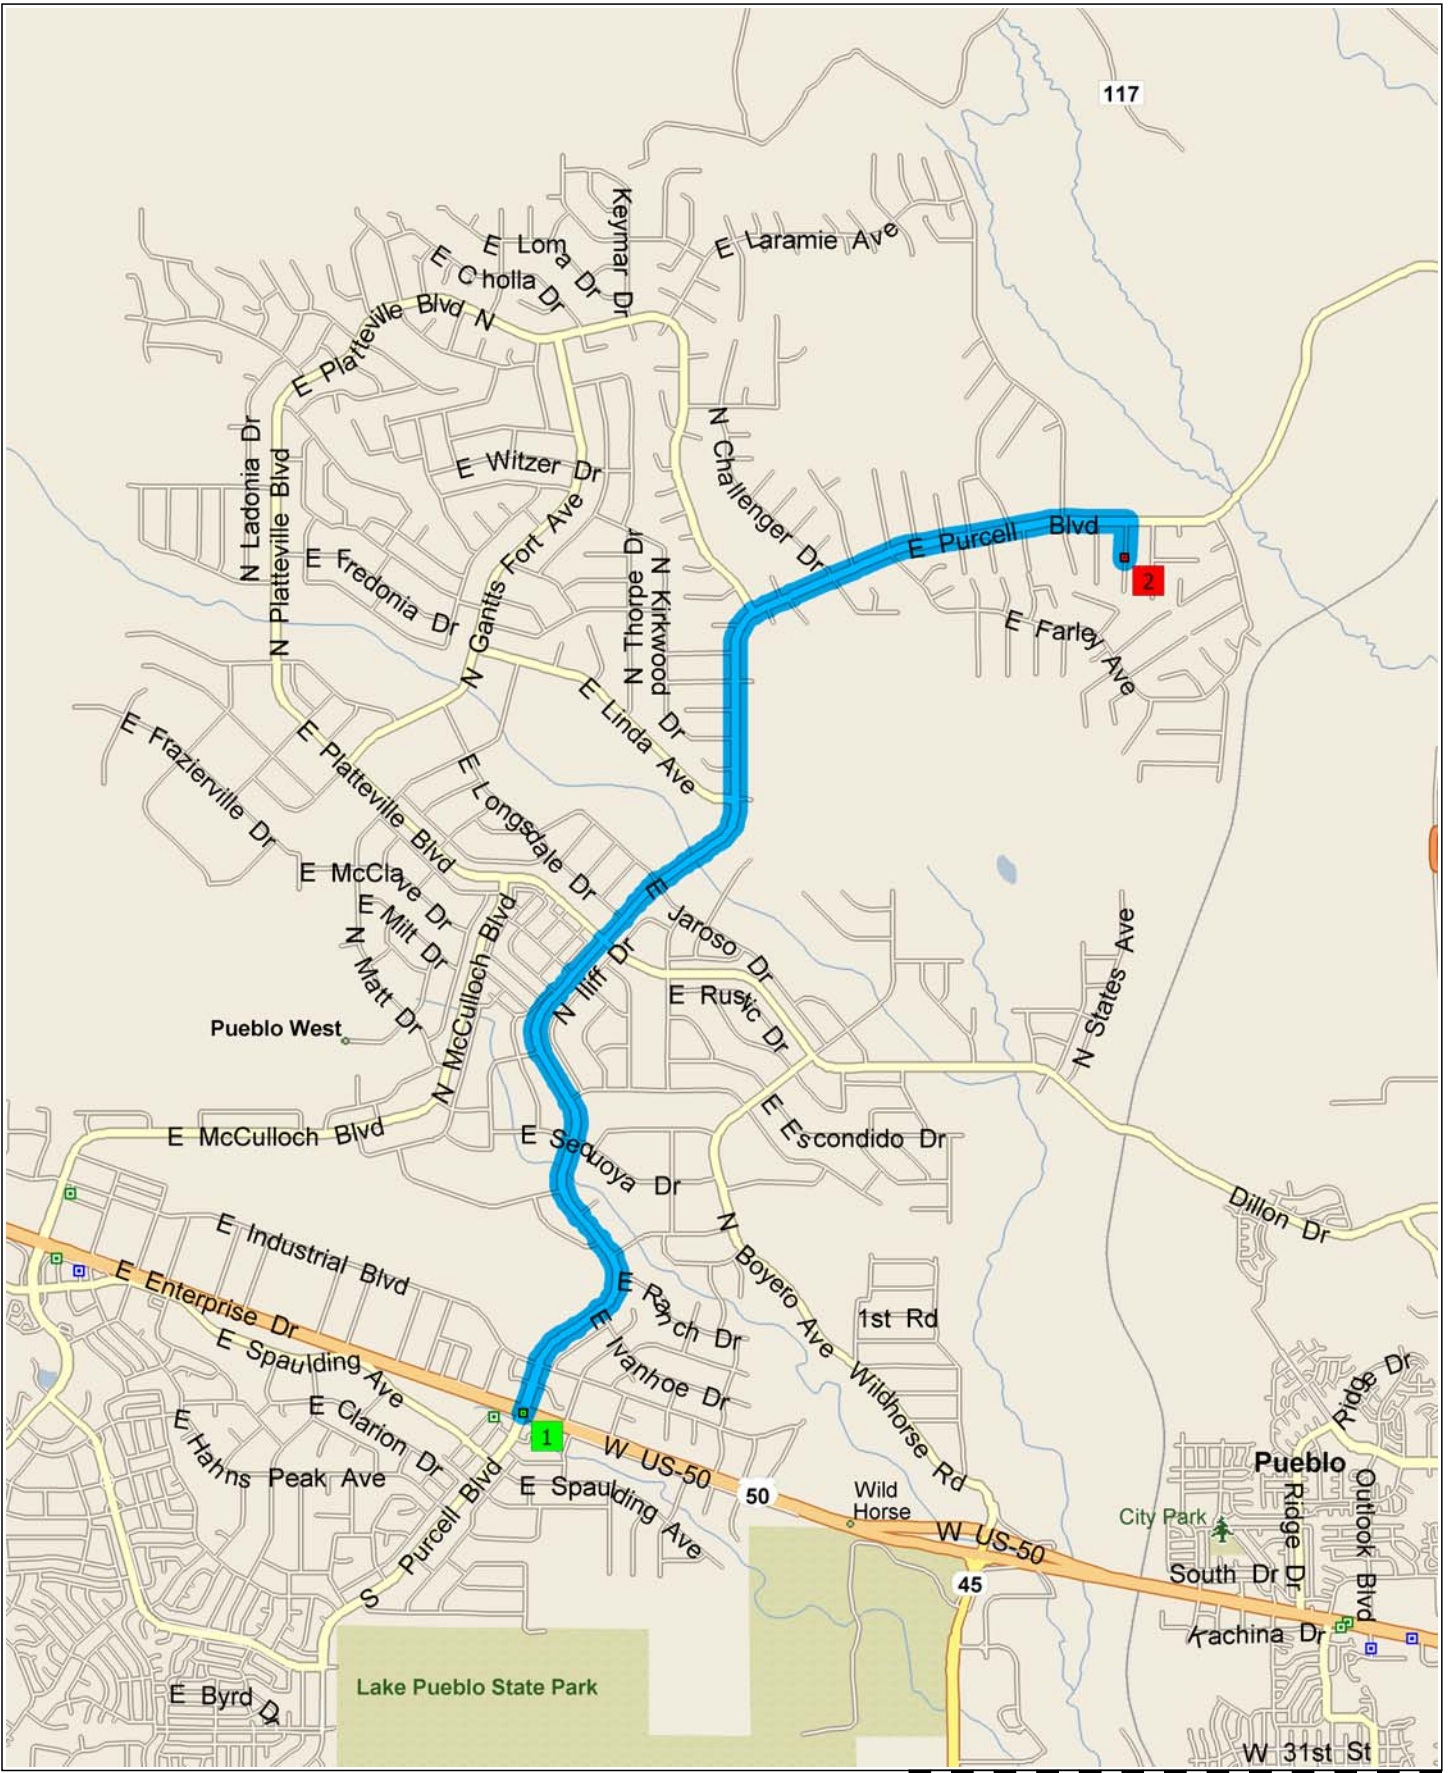 117
Keymar Dr
E Loma Dr
E Laramie Ave
E Cholla Dr
E Platteville Blvd N
N Ladonia Dr
N Platteville Blvd
N Challenger Dr
E Witzer Dr
N Gantts Fort Ave
E Purcell Blvd
2
E Fredonia Dr
N Thorpe Dr
N Kirkwood Dr
E Farley Ave
E Linda Ave
E Frazierville Dr
E Platteville Blvd
E Longsdale Dr
E McClave Dr
E Milt Dr
N Matt Dr
N McCulloch Blvd
E Jaroso Dr
N Iliff Dr
E Rustic Dr
N States Ave
Pueblo West
E McCulloch Blvd
E Sequoya Dr
E Escondido Dr
Dillon Dr
E Industrial Blvd
N Boyero Ave
E Enterprise Dr
E Ranch Dr
1st Rd
E Spaulding Ave
E Ivanhoe Dr
Wildhorse Rd
Ridge Dr
E Clarion Dr
E Hahns Peak Ave
1
W US-50
50
Pueblo
S Purcell Blvd
E Spaulding Ave
Wild
Horse
W US-50
City Park
Ridge Dr
Outlook Blvd
45
South Dr
Kachina Dr
Lake Pueblo State Park
E Byrd Dr
W 31st St